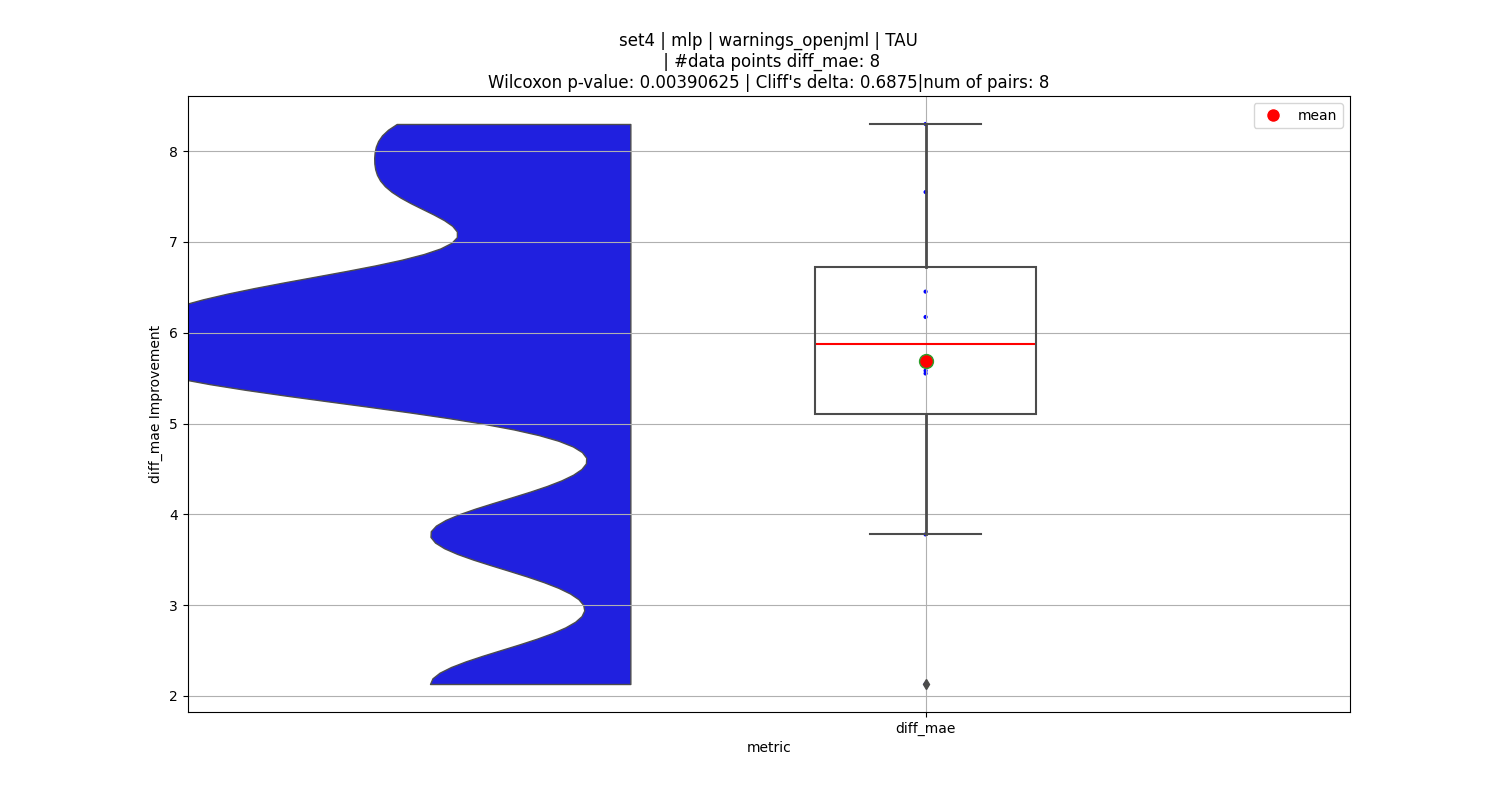 set4 | mlp | warnings_openjml | TAU
| #data points diff_mae: 8
Wilcoxon p-value: 0.00390625 | Cliff's delta: 0.6875|num of pairs: 8
mean
8
7
6
5
4
3
2
diff_mae Improvement
diff_mae
metric